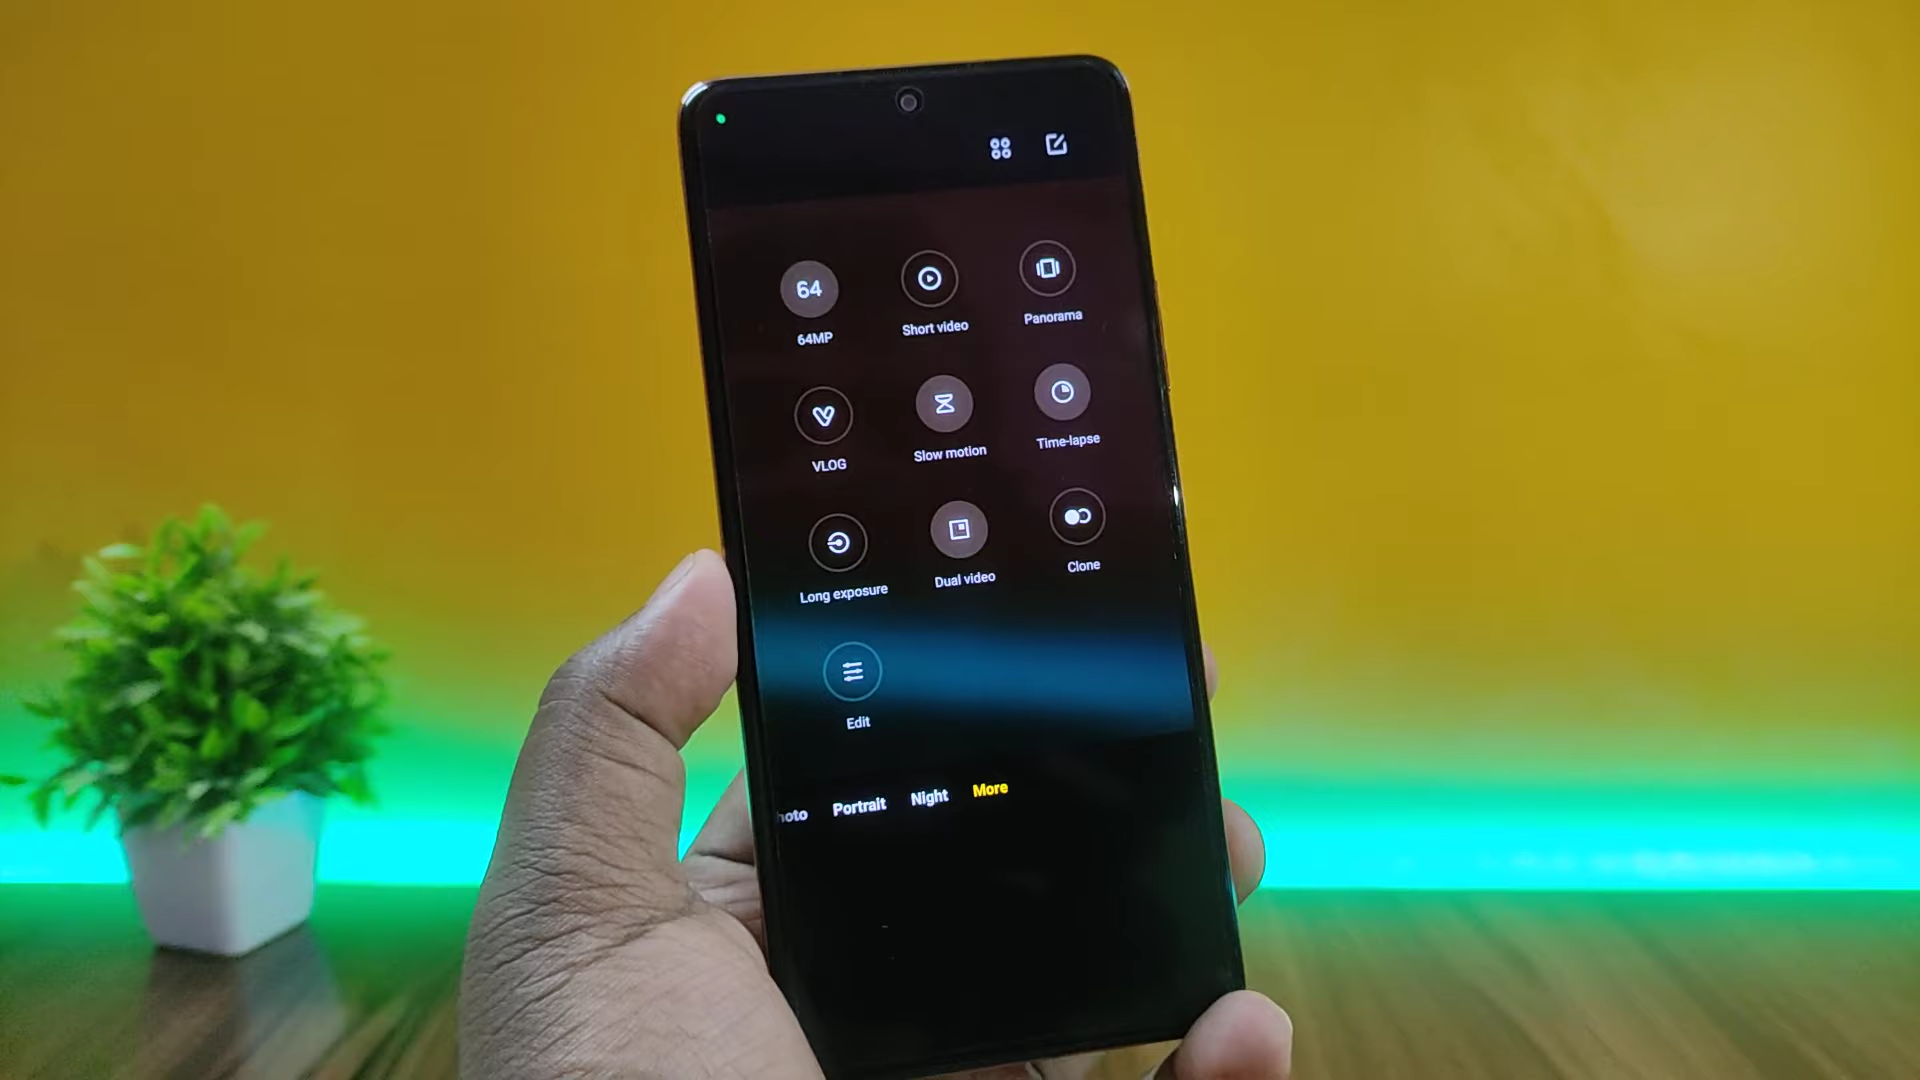 64
64MP
Short video
Panorama
VLOG
Slow motion
Time-lapse
Long exposure
Dual video
Clone
Edit
hoto Portrait Night More